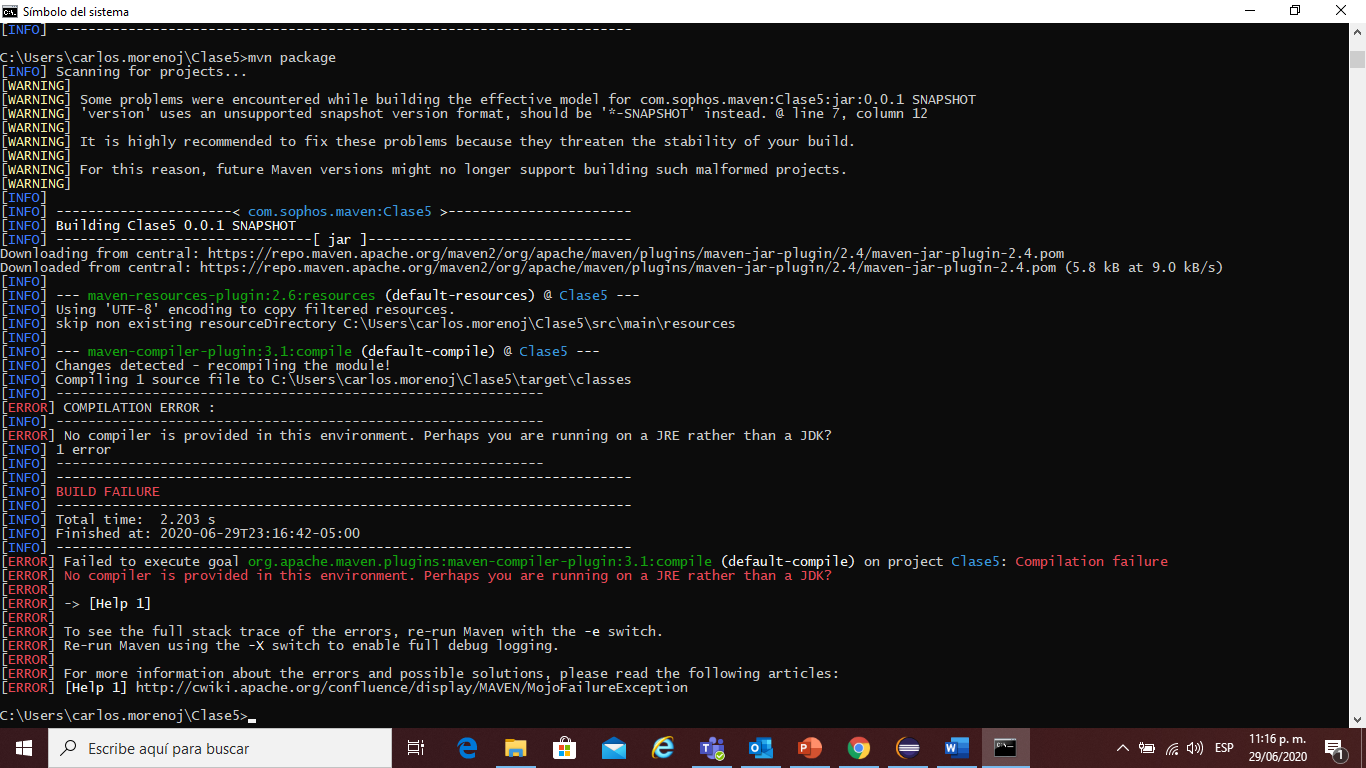 Símbolo del sistema
[INFO] ------------------------------------------------------------------------
C:\Users\carlos.morenoj\Clase5>mvn package
[INFO] Scanning for projects...
[WARNING]
[WARNING] Some problems were encountered while building the effective model for com.sophos.maven:Clase5:jar:0.0.1 SNAPSHOT
[WARNING] 'version' uses an unsupported snapshot version format, should be '*-SNAPSHOT' instead. @ line 7, column 12
[WARNING]
[WARNING] It is highly recommended to fix these problems because they threaten the stability of your build.
[WARNING]
[WARNING] For this reason, future Maven versions might no longer support building such malformed projects.
[WARNING]
[INFO]
[INFO] ----------------------< com.sophos.maven:Clase5 >-----------------------
[INFO] Building Clase5 0.0.1 SNAPSHOT
[INFO] --------------------------------[ jar ]---------------------------------
Downloading from central: https://repo.maven.apache.org/maven2/org/apache/maven/plugins/maven-jar-plugin/2.4/maven-jar-plugin-2.4.pom
Downloaded from central: https://repo.maven.apache.org/maven2/org/apache/maven/plugins/maven-jar-plugin/2.4/maven-jar-plugin-2.4.pom (5.8 kB at 9.0 kB/s)
[INFO]
[INFO] --- maven-resources-plugin:2.6:resources (default-resources) @ Clase5 ---
[INFO] Using 'UTF-8' encoding to copy filtered resources.
[INFO] skip non existing resourceDirectory C:\Users\carlos.morenoj\Clase5\src\main\resources
[INFO]
[INFO] --- maven-compiler-plugin:3.1:compile (default-compile) @ Clase5 ---
[INFO] Changes detected - recompiling the module!
[INFO] Compiling 1 source file to C:\Users\carlos.morenoj\Clase5\target\classes
[INFO] -------------------------------------------------------------
[ERROR] COMPILATION ERROR :
[INFO] -------------------------------------------------------------
[ERROR] No compiler is provided in this environment. Perhaps you are running on a JRE rather than a JDK?
[INFO] 1 error
[INFO] -------------------------------------------------------------
[INFO] ------------------------------------------------------------------------
[INFO] BUILD FAILURE
[INFO] ------------------------------------------------------------------------
[INFO] Total time:  2.203 s
[INFO] Finished at: 2020-06-29T23:16:42-05:00
[INFO] ------------------------------------------------------------------------
[ERROR] Failed to execute goal org.apache.maven.plugins:maven-compiler-plugin:3.1:compile (default-compile) on project Clase5: Compilation failure
[ERROR] No compiler is provided in this environment. Perhaps you are running on a JRE rather than a JDK?
[ERROR]
[ERROR] -> [Help 1]
[ERROR]
[ERROR] To see the full stack trace of the errors, re-run Maven with the -e switch.
[ERROR] Re-run Maven using the -X switch to enable full debug logging.
[ERROR]
[ERROR] For more information about the errors and possible solutions, please read the following articles:
[ERROR] [Help 1] http://cwiki.apache.org/confluence/display/MAVEN/MojoFailureException
C:\Users\carlos.morenoj\Clase5>
Escribe aquí para buscar
ESP
11:16 p. m.
29/06/2020
1